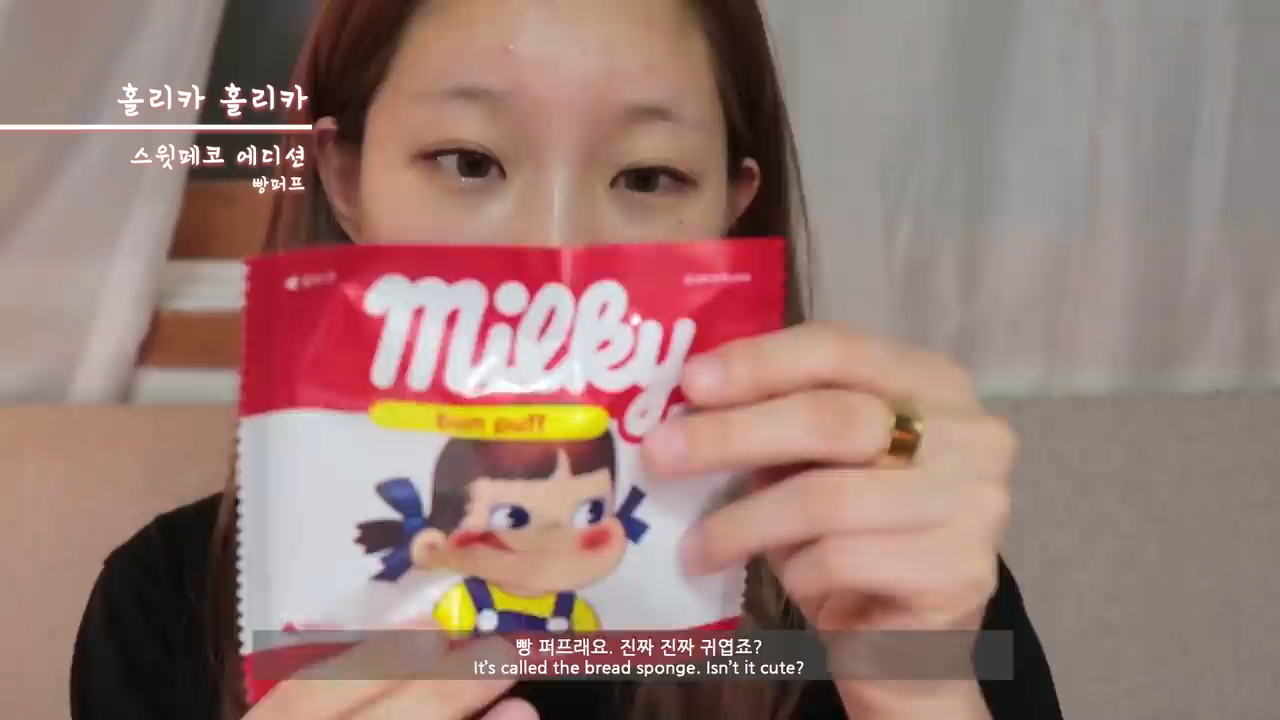 홀리카 홀리카
스윗페코 에디션
빵퍼프
milky
bun puff
빵 퍼프래요. 진짜 진짜 귀엽죠?
It's called the bread sponge. Isn't it cute?